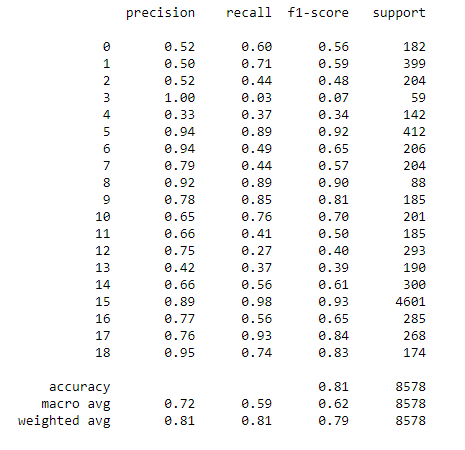 precision recall f1-score support
0 0.52 0.60 0.56 182
1 0.50 0.71 0.59 399
2 0.52 0.44 0.48 204
3 1.00 0.03 0.07 59
4 0.33 0.37 0.34 142
5 0.94 0.89 0.92 412
6 0.94 0.49 0.65 206
7 0.79 0.44 0.57 204
8 0.92 0.89 0.90 88
9 0.78 0.85 0.81 185
10 0.65 0.76 0.70 201
11 0.66 0.41 0.50 185
12 0.75 0.27 0.40 293
13 0.42 0.37 0.39 190
14 0.66 0.56 0.61 300
15 0.89 0.98 0.93 4601
16 0.77 0.56 0.65 285
17 0.76 0.93 0.84 268
18 0.95 0.74 0.83 174
accuracy 0.81 8578
macro avg 0.72 0.59 0.62 8578
weighted avg 0.81 0.81 0.79 8578